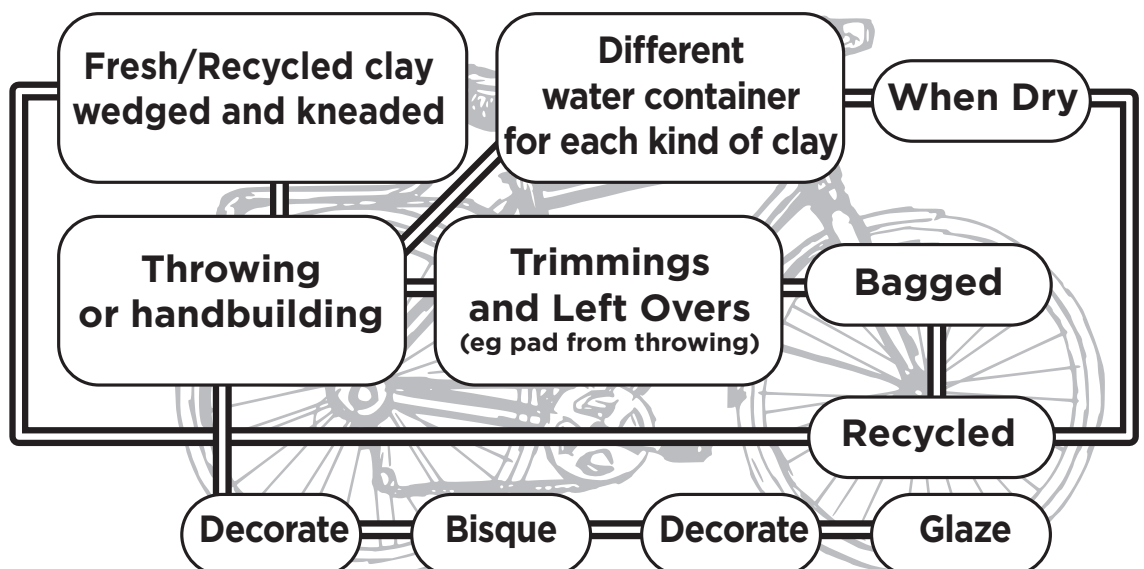 Fresh/Recycled clay
wedged and kneaded
Different
water container
for each kind of clay
When Dry
Throwing
or handbuilding
Trimmings
and Left Overs
(eg pad from throwing)
Bagged
Recycled
Decorate
Bisque
Decorate
Glaze